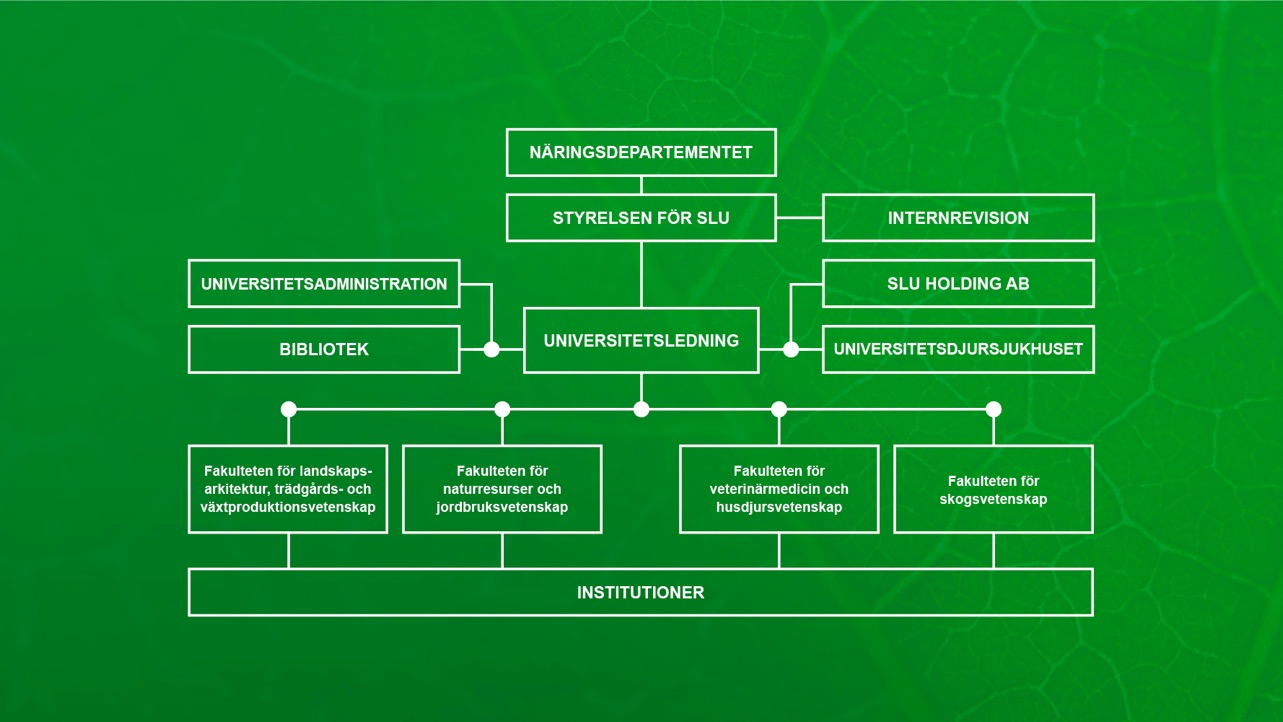 NÄRINGSDEPARTEMENTET
STYRELSEN FÖR SLU
INTERNREVISION
UNIVERSITETSADMINISTRATION
SLU HOLDING AB
BIBLIOTEK
UNIVERSITETSLEDNING
UNIVERSITETSDJURSJUKHUSET
Fakulteten för landskaps-
arkitektur, trädgårds- och
växtproduktionsvetenskap
Fakulteten för
naturresurser och
jordbruksvetenskap
Fakulteten för
veterinärmedicin och
husdjursvetenskap
Fakulteten för
skogsvetenskap
INSTITUTIONER